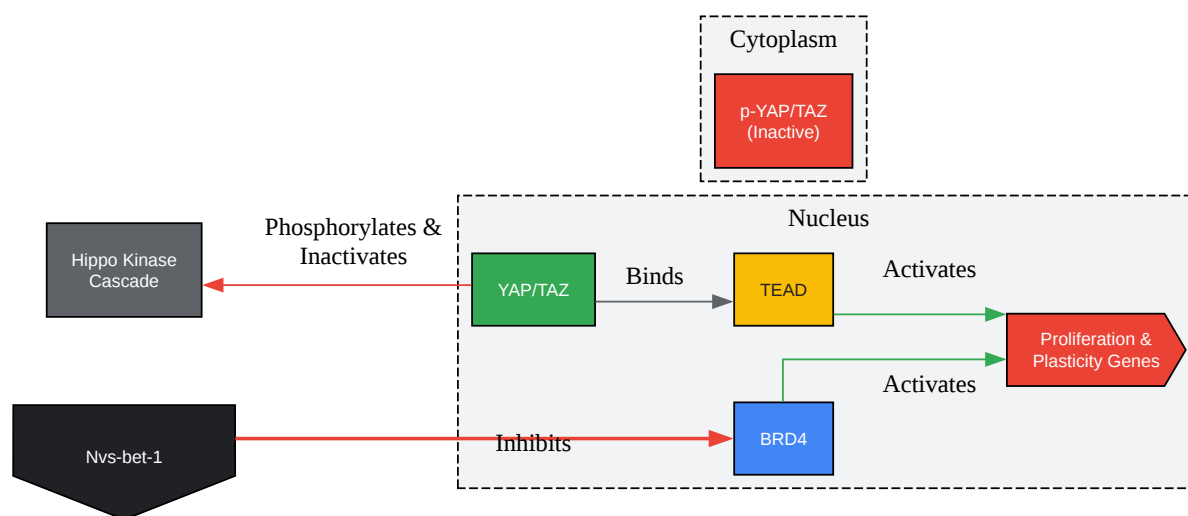 Cytoplasm
p-YAP/TAZ
(Inactive)
Nucleus
Phosphorylates &
Inactivates
Hippo Kinase
Cascade
YAP/TAZ
Binds
TEAD
Activates
Proliferation &
Plasticity Genes
Activates
Nvs-bet-1
Inhibits
BRD4